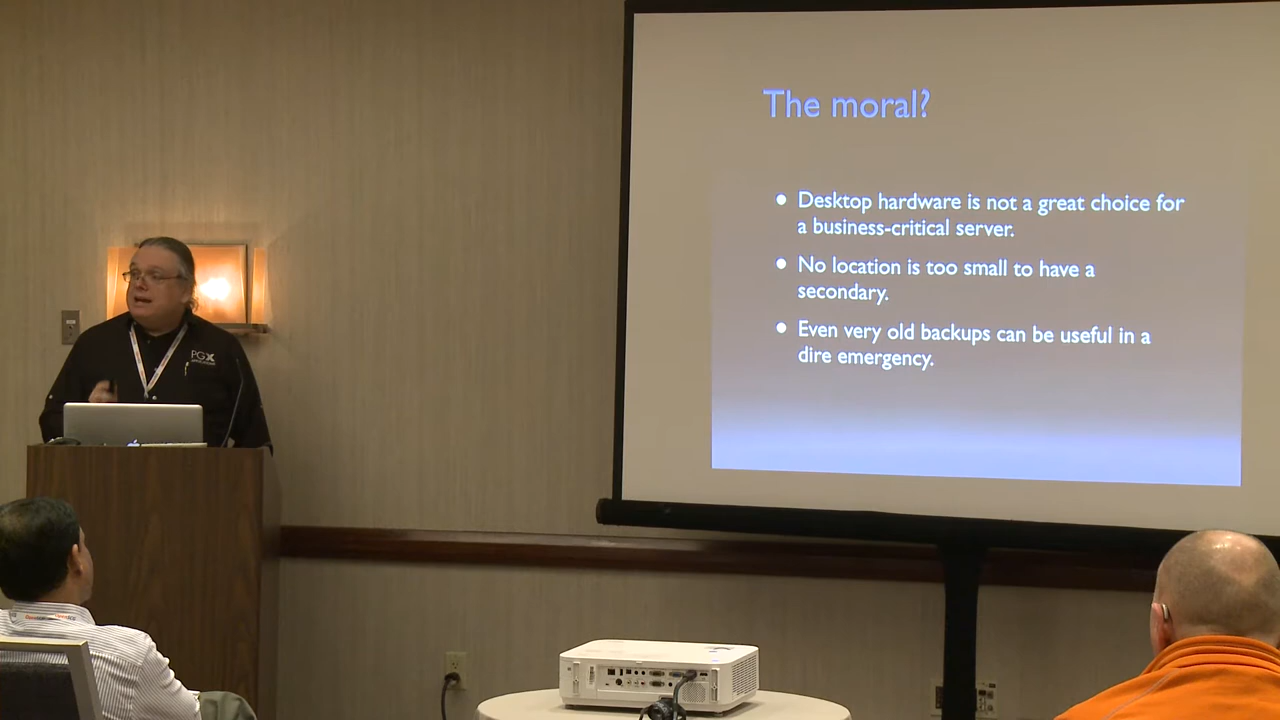 The moral?
• Desktop hardware is not a great choice for
a business-critical server.
• No location is too small to have a
secondary.
• Even very old backups can be useful in a
dire emergency.
PGX